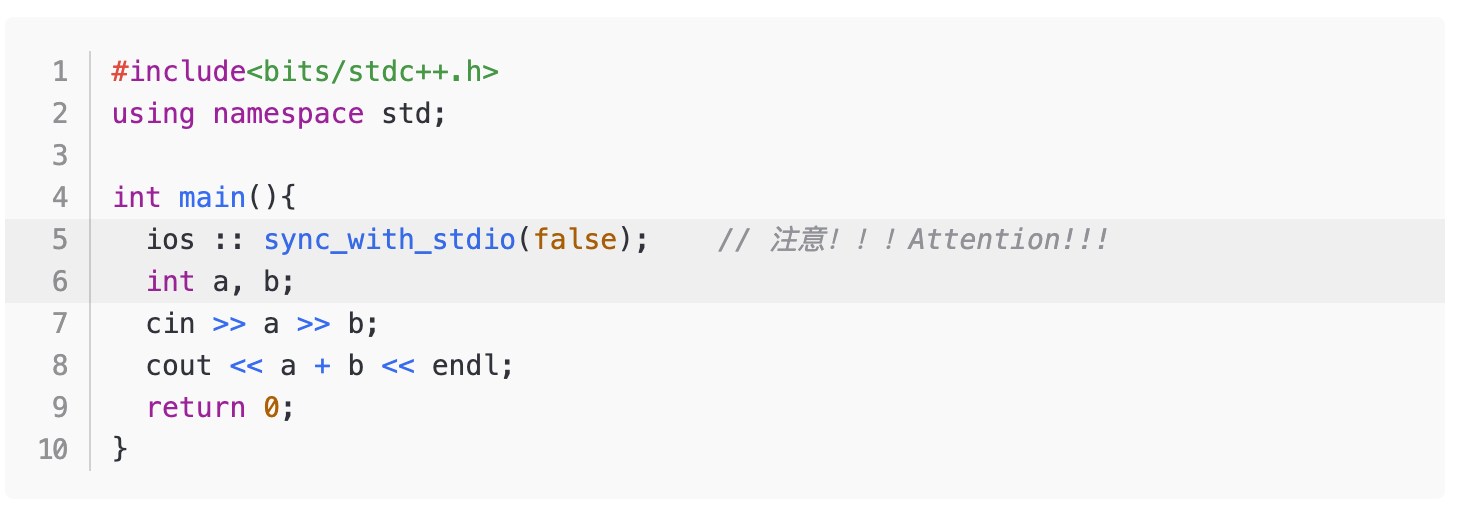 1 #include<bits/stdc++.h>
2 using namespace std;
3
4 int main(){
5   ios :: sync_with_stdio(false);    // 注意！！！Attention!!!
6   int a, b;
7   cin >> a >> b;
8   cout << a + b << endl;
9   return 0;
10 }